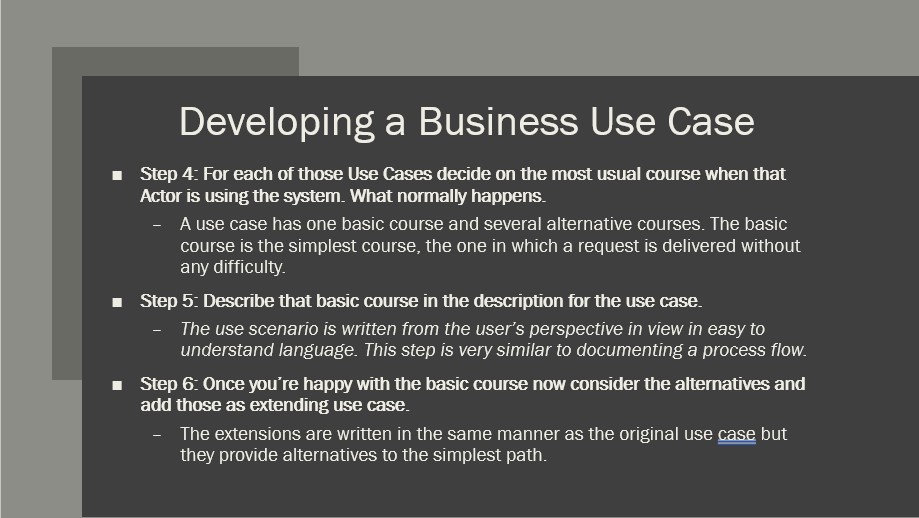 Developing a Business Use Case
■ Step 4: For each of those Use Cases decide on the most usual course when that
Actor is using the system. What normally happens.
– A use case has one basic course and several alternative courses. The basic
course is the simplest course, the one in which a request is delivered without
any difficulty.
■ Step 5: Describe that basic course in the description for the use case.
– The use scenario is written from the user's perspective in view in easy to
understand language. This step is very similar to documenting a process flow.
■ Step 6: Once you're happy with the basic course now consider the alternatives and
add those as extending use case.
– The extensions are written in the same manner as the original use case but
they provide alternatives to the simplest path.